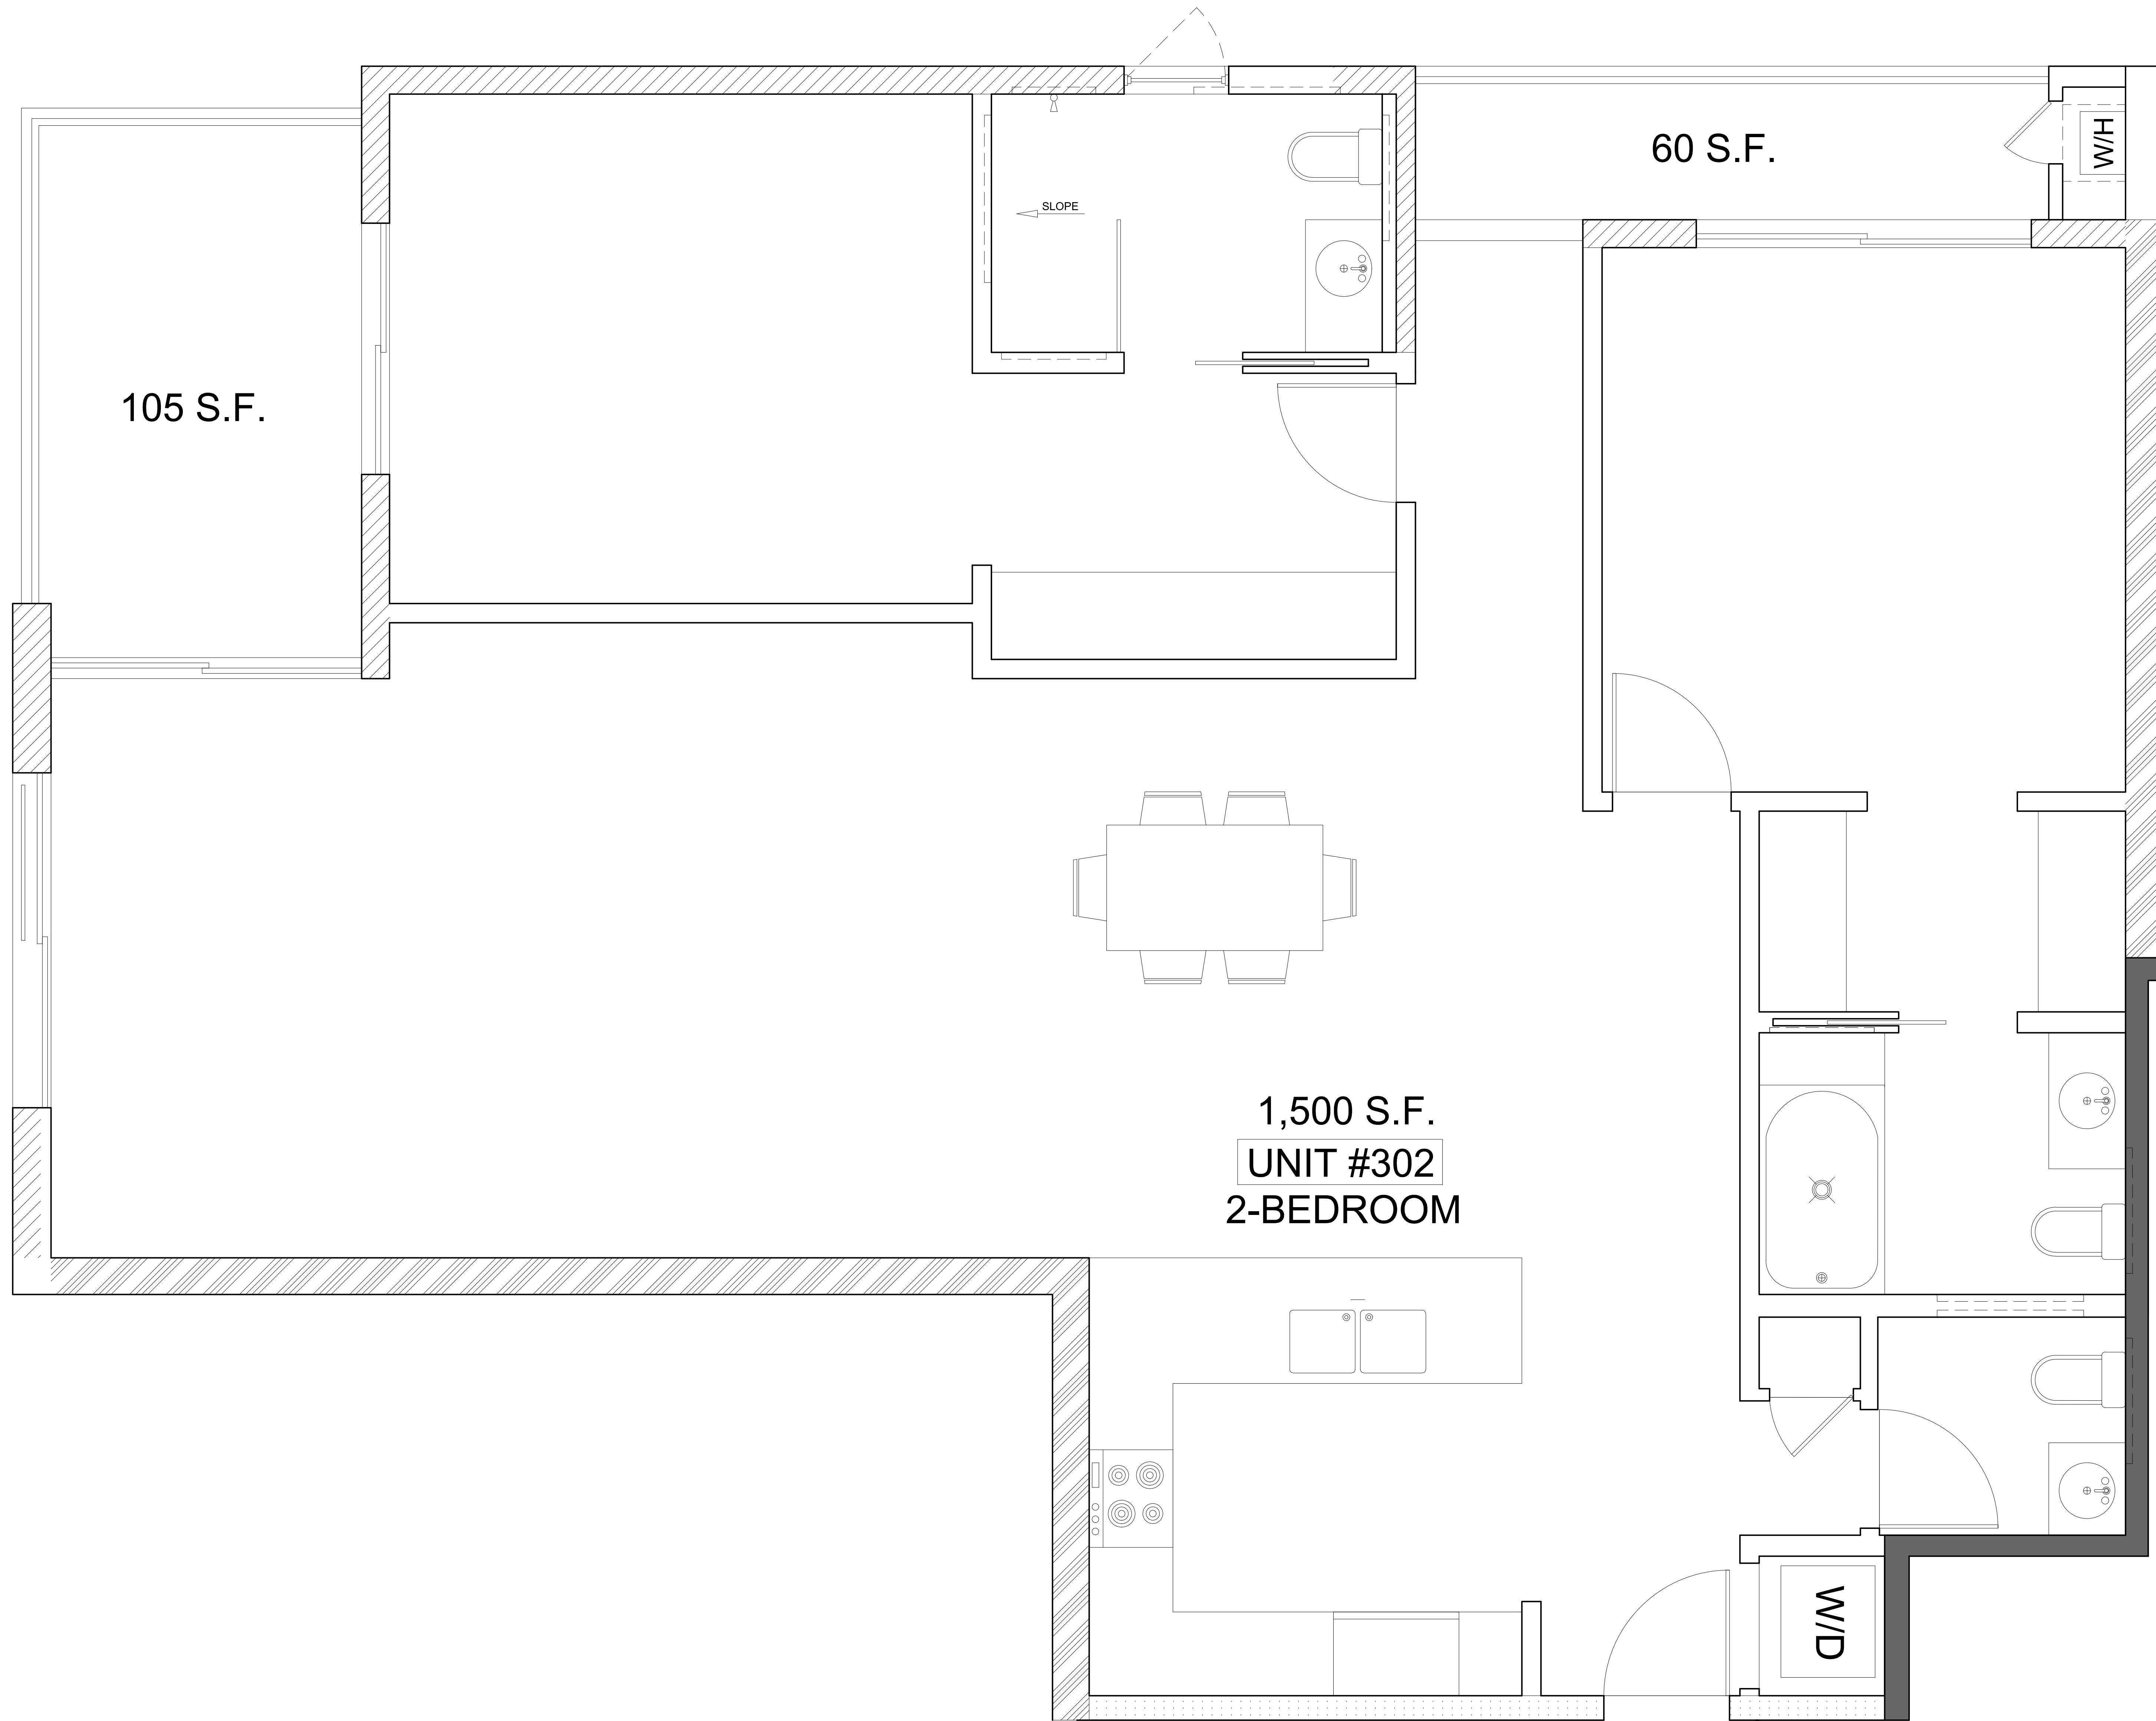 60 S.F.
W/H
SLOPE
105 S.F.
1,500 S.F.
UNIT #302
2-BEDROOM
W/D